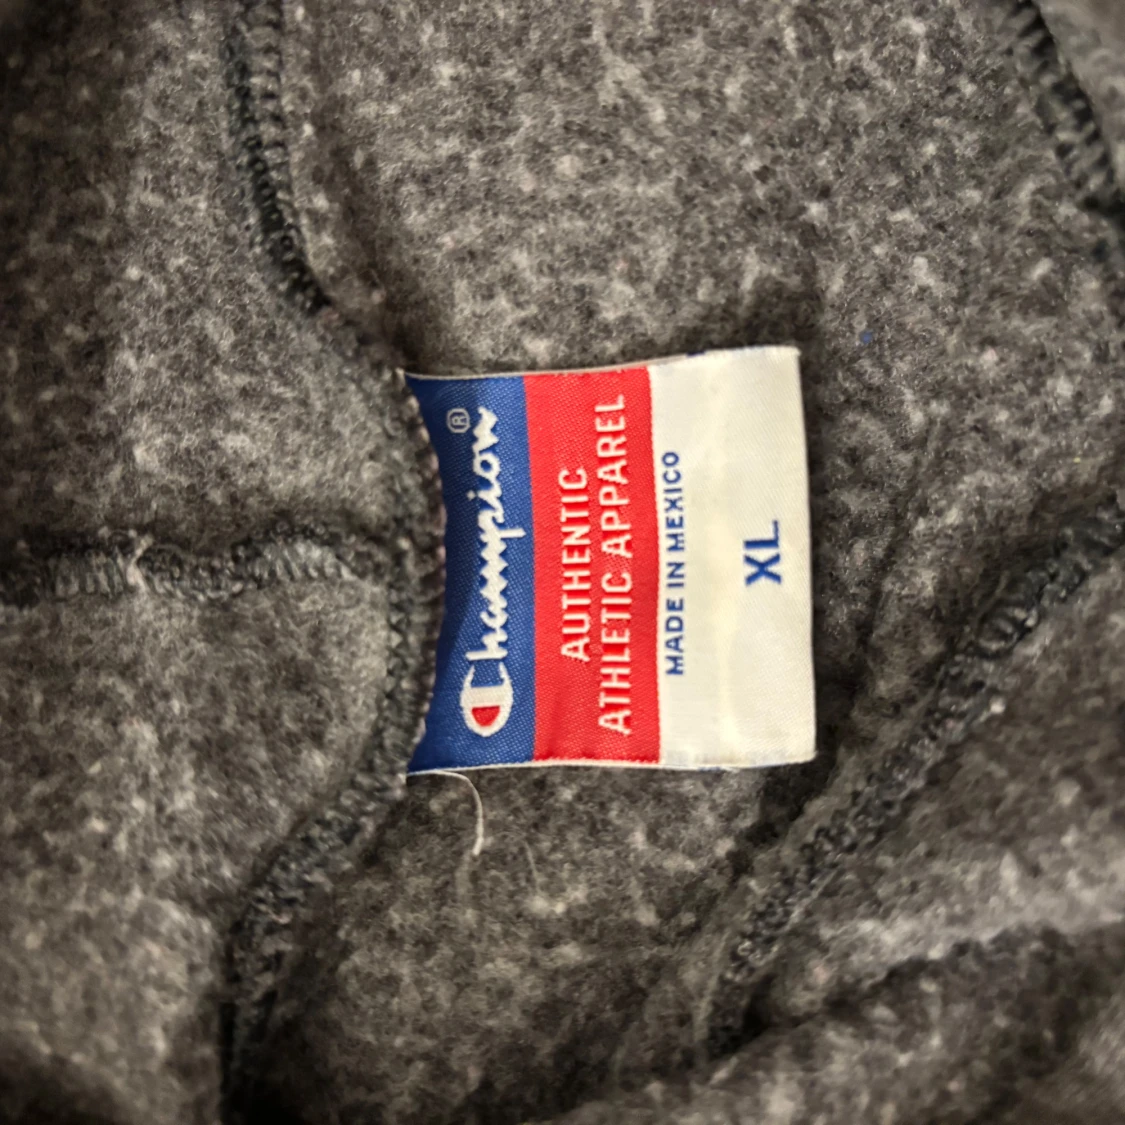 Champion®
AUTHENTIC
ATHLETIC APPAREL
MADE IN MEXICO
XL